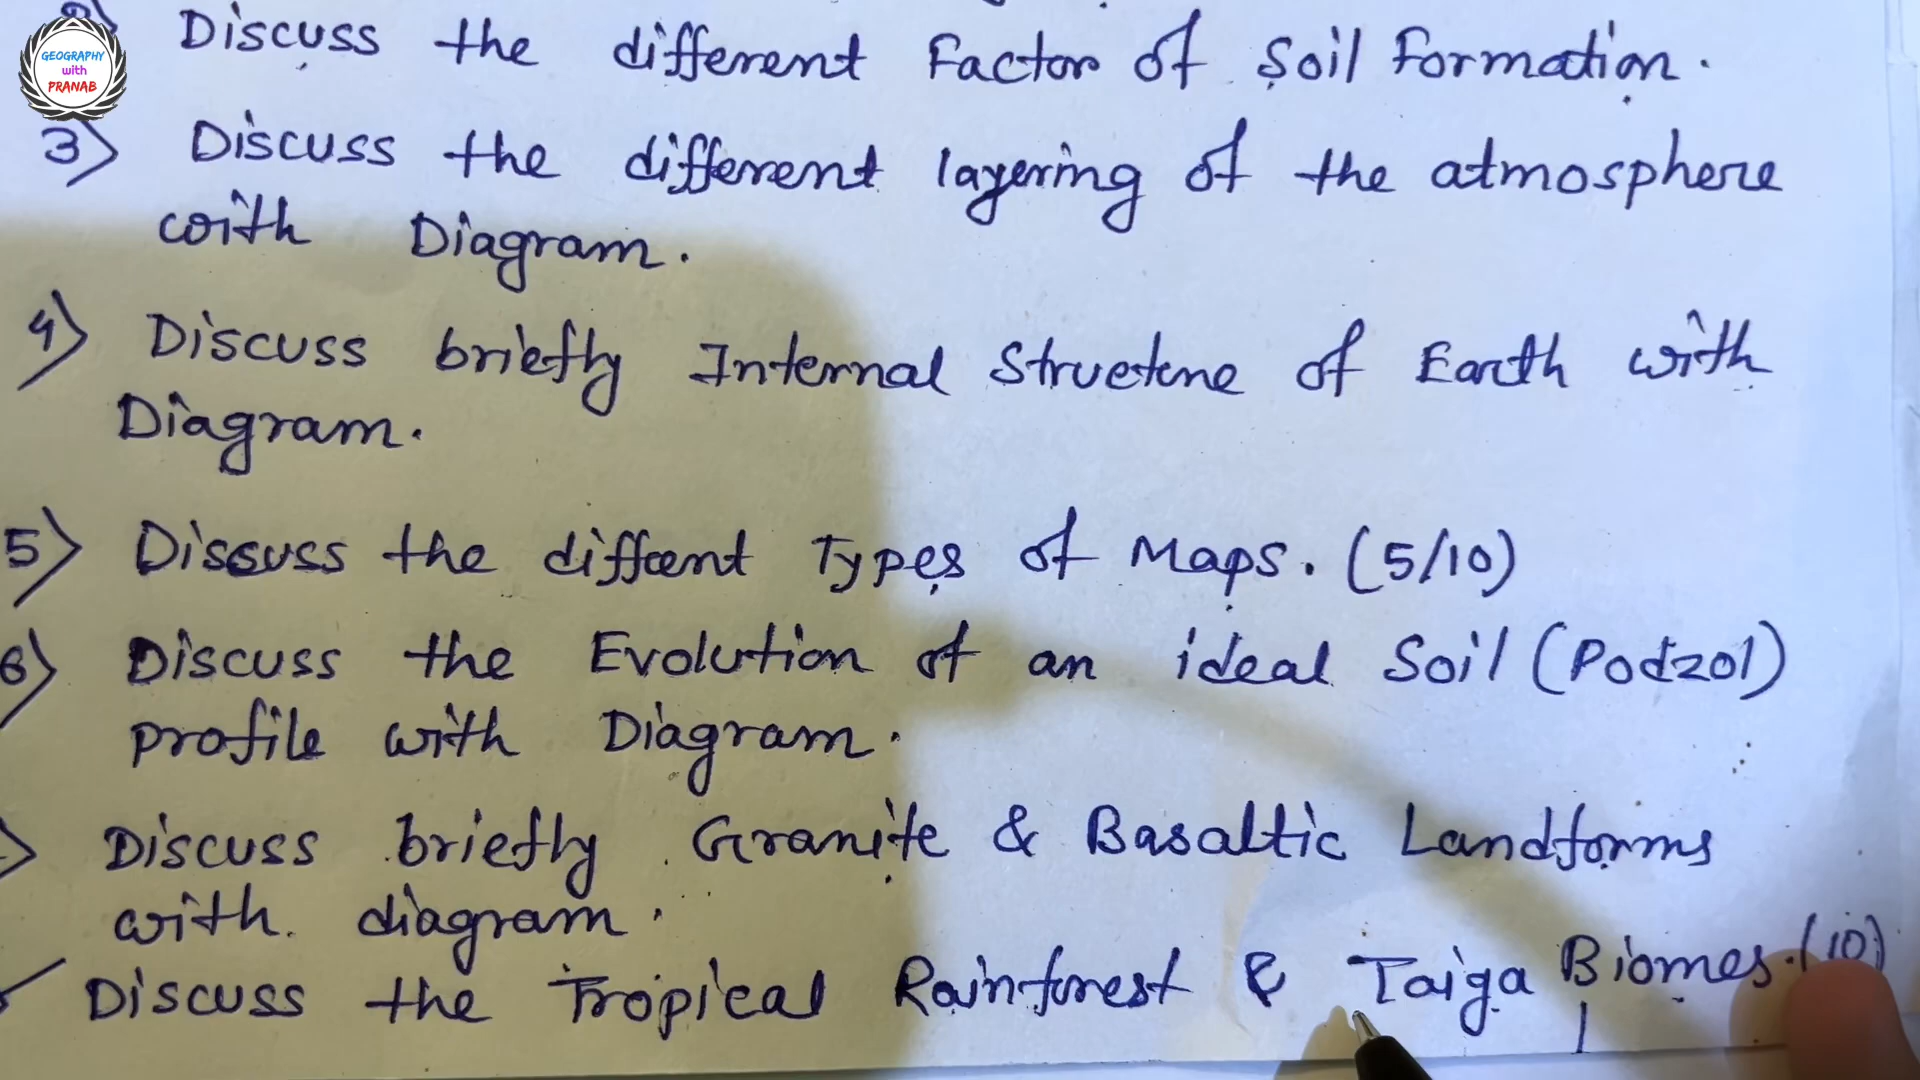 GEOGRAPHY
with
PRANAB
Discuss the different Factor of Soil Formation.
3) Discuss the different layering of the atmosphere
with Diagram.
4) Discuss briefly Internal Structure of Earth with
Diagram.
5) Discuss the diffent Types of Maps. (5/10)
6) Discuss the Evolution of an ideal Soil (Podzol)
profile with Diagram.
Discuss briefly Granite & Basaltic Landforms
with diagram.
Discuss the Tropical Rainforest & Taiga Biomes. (10)